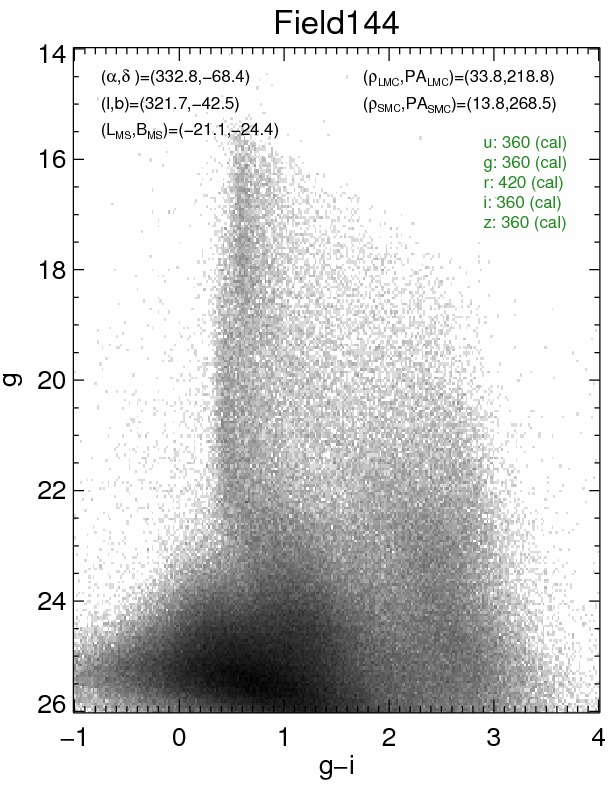 Field144
(α,δ )=(332.8,−68.4)
(ρLMC,PALMC)=(33.8,218.8)
(l,b)=(321.7,−42.5)
(ρSMC,PASMC)=(13.8,268.5)
(LMS,BMS)=(−21.1,−24.4)
u: 360 (cal)
g: 360 (cal)
r: 420 (cal)
i: 360 (cal)
z: 360 (cal)
14
16
18
20
22
24
26
g
−1 0 1 2 3 4
g−i